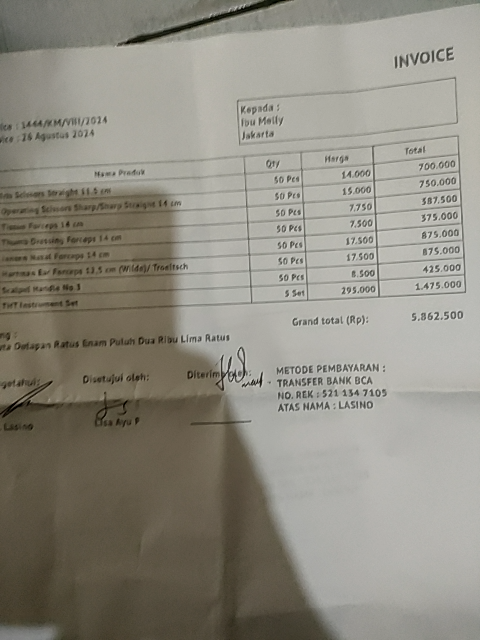 INVOICE
ice : 1444/KM/VIII/2024
ice : 26 Agustus 2024
Kepada :
Ibu Melly
Jakarta
Nama Produk Qty Harga Total
Scissors Straight 11.5 cm 50 Pcs 14.000 700.000
Operating Scissors Sharp/Sharp Straight 14 cm 50 Pcs 15.000 750.000
Tissue Forceps 14 cm 50 Pcs 7.750 387.500
Thumb Dressing Forceps 14 cm 50 Pcs 7.500 375.000
Nasal Forceps 14 cm 50 Pcs 17.500 875.000
Hartman Ear Forceps 13,5 cm (Wilde)/ Troeltsch 50 Pcs 17.500 875.000
Scalpel Handle No.3 50 Pcs 8.500 425.000
THT Instrument Set 5 Set 295.000 1.475.000
Grand total (Rp): 5.862.500
ng :
ta Delapan Ratus Enam Puluh Dua Ribu Lima Ratus
getahui: Disetujui oleh: Diterima oleh:
Lasino Elsa Ayu P
METODE PEMBAYARAN :
- TRANSFER BANK BCA
NO. REK : 521 134 7105
ATAS NAMA : LASINO